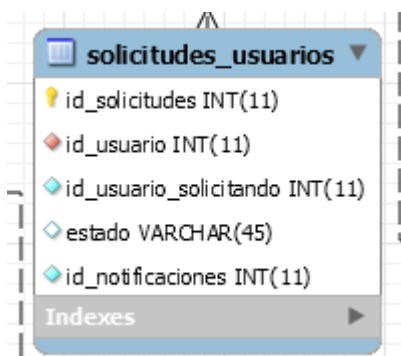 solicitudes_usuarios
id_solicitudes INT(11)
id_usuario INT(11)
id_usuario_solicitando INT(11)
estado VARCHAR(45)
id_notificaciones INT(11)
Indexes